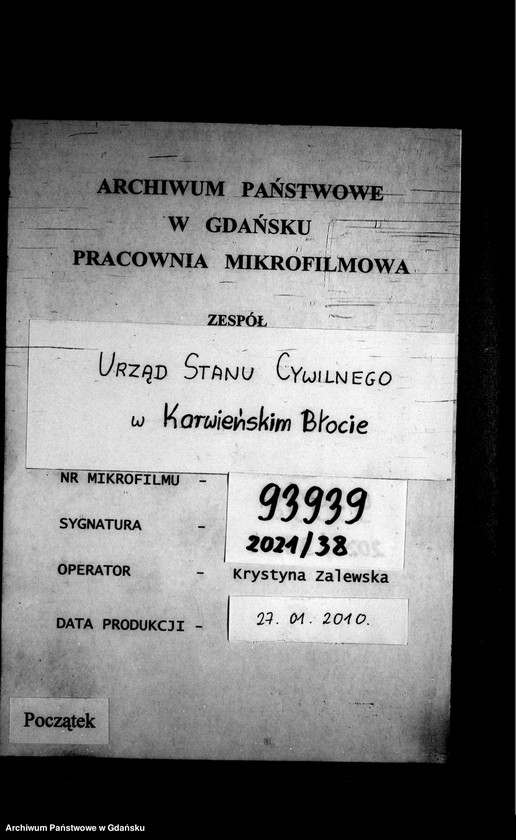 ARCHIWUM PAŃSTWOWE
W GDAŃSKU
PRACOWNIA MIKROFILMOWA
ZESPÓŁ
URZĄD STANU CYWILNEGO
w Karwieńskim Błocie
NR MIKROFILMU - 93939
SYGNATURA - 2021/38
OPERATOR - Krystyna Zalewska
DATA PRODUKCJI - 27. 01. 2010.
Początek
Archiwum Państwowe w Gdańsku